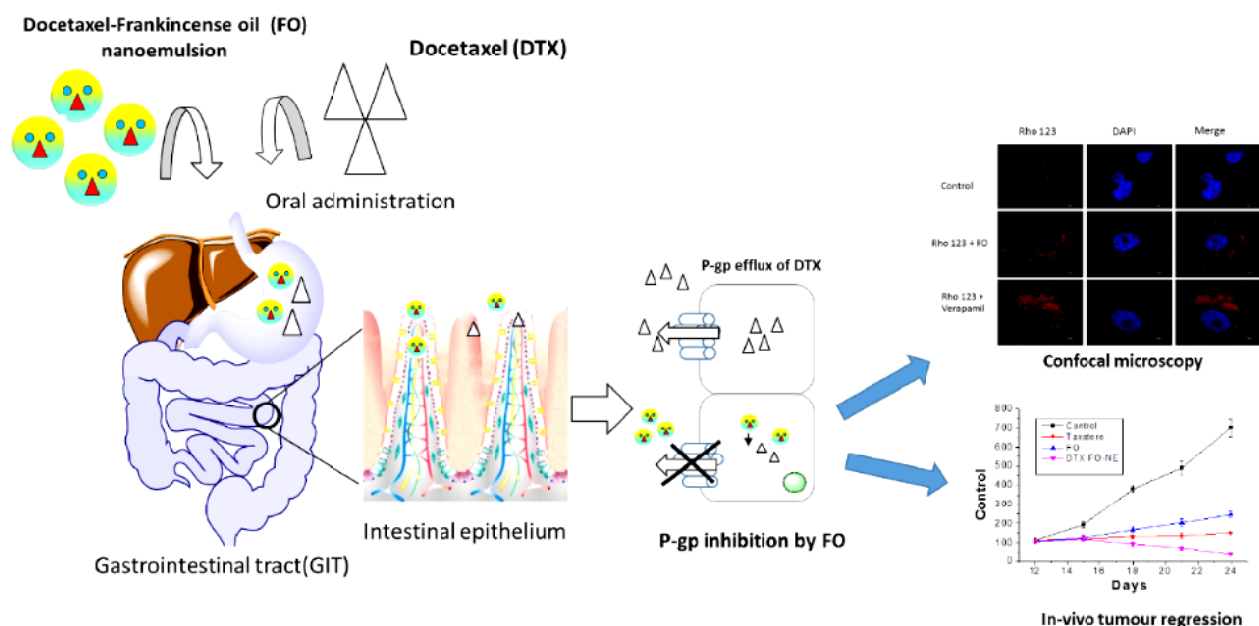 Docetaxel-Frankincense oil (FO)
nanoemulsion
Docetaxel (DTX)
Oral administration
Gastrointestinal tract(GIT)
Intestinal epithelium
P-gp efflux of DTX
P-gp inhibition by FO
Rho 123 DAPI Merge
Control
Rho 123 + FO
Rho 123 +
Verapamil
Confocal microscopy
Control
Taxotere
FO
DTX FO-NE
800
700
600
500
400
300
200
100
0
Control
12 14 16 18 20 22 24
Days
In-vivo tumour regression